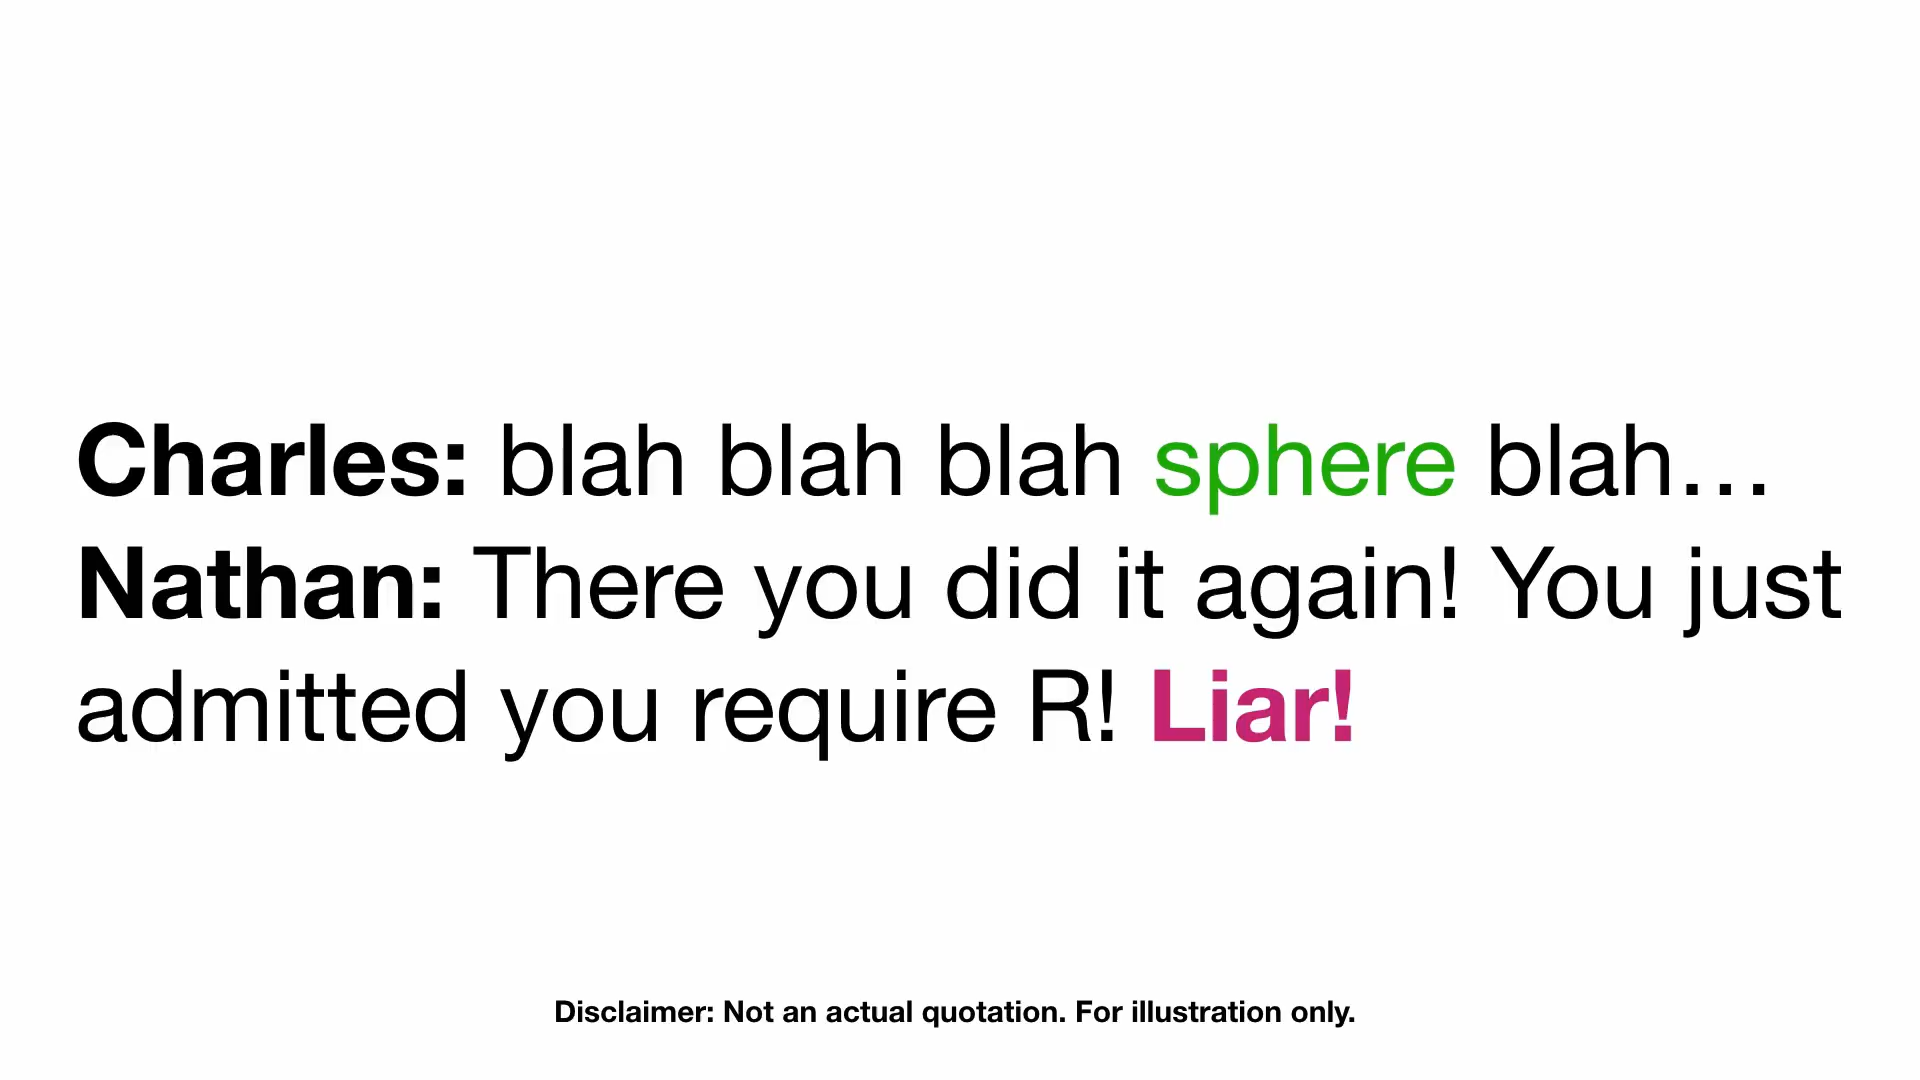 Charles: blah blah blah sphere blah…
Nathan: There you did it again! You just
admitted you require R! Liar!
Disclaimer: Not an actual quotation. For illustration only.